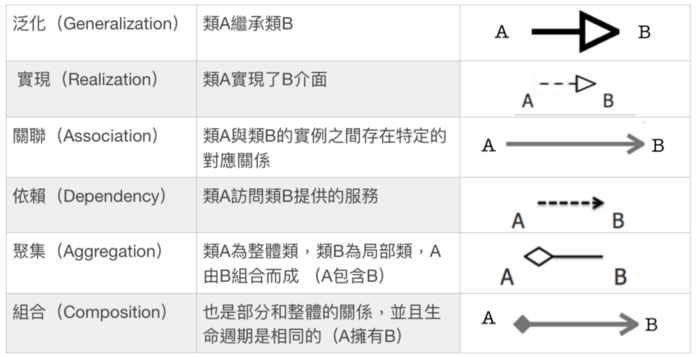 泛化（Generalization） 類A繼承類B A B
實現（Realization） 類A實現了B介面 A B
關聯（Association） 類A與類B的實例之間存在特定的
對應關係 A B
依賴（Dependency） 類A訪問類B提供的服務 A B
聚集（Aggregation） 類A為整體類，類B為局部類，A
由B組合而成 （A包含B） A B
組合（Composition） 也是部分和整體的關係，並且生
命週期是相同的（A擁有B） A B